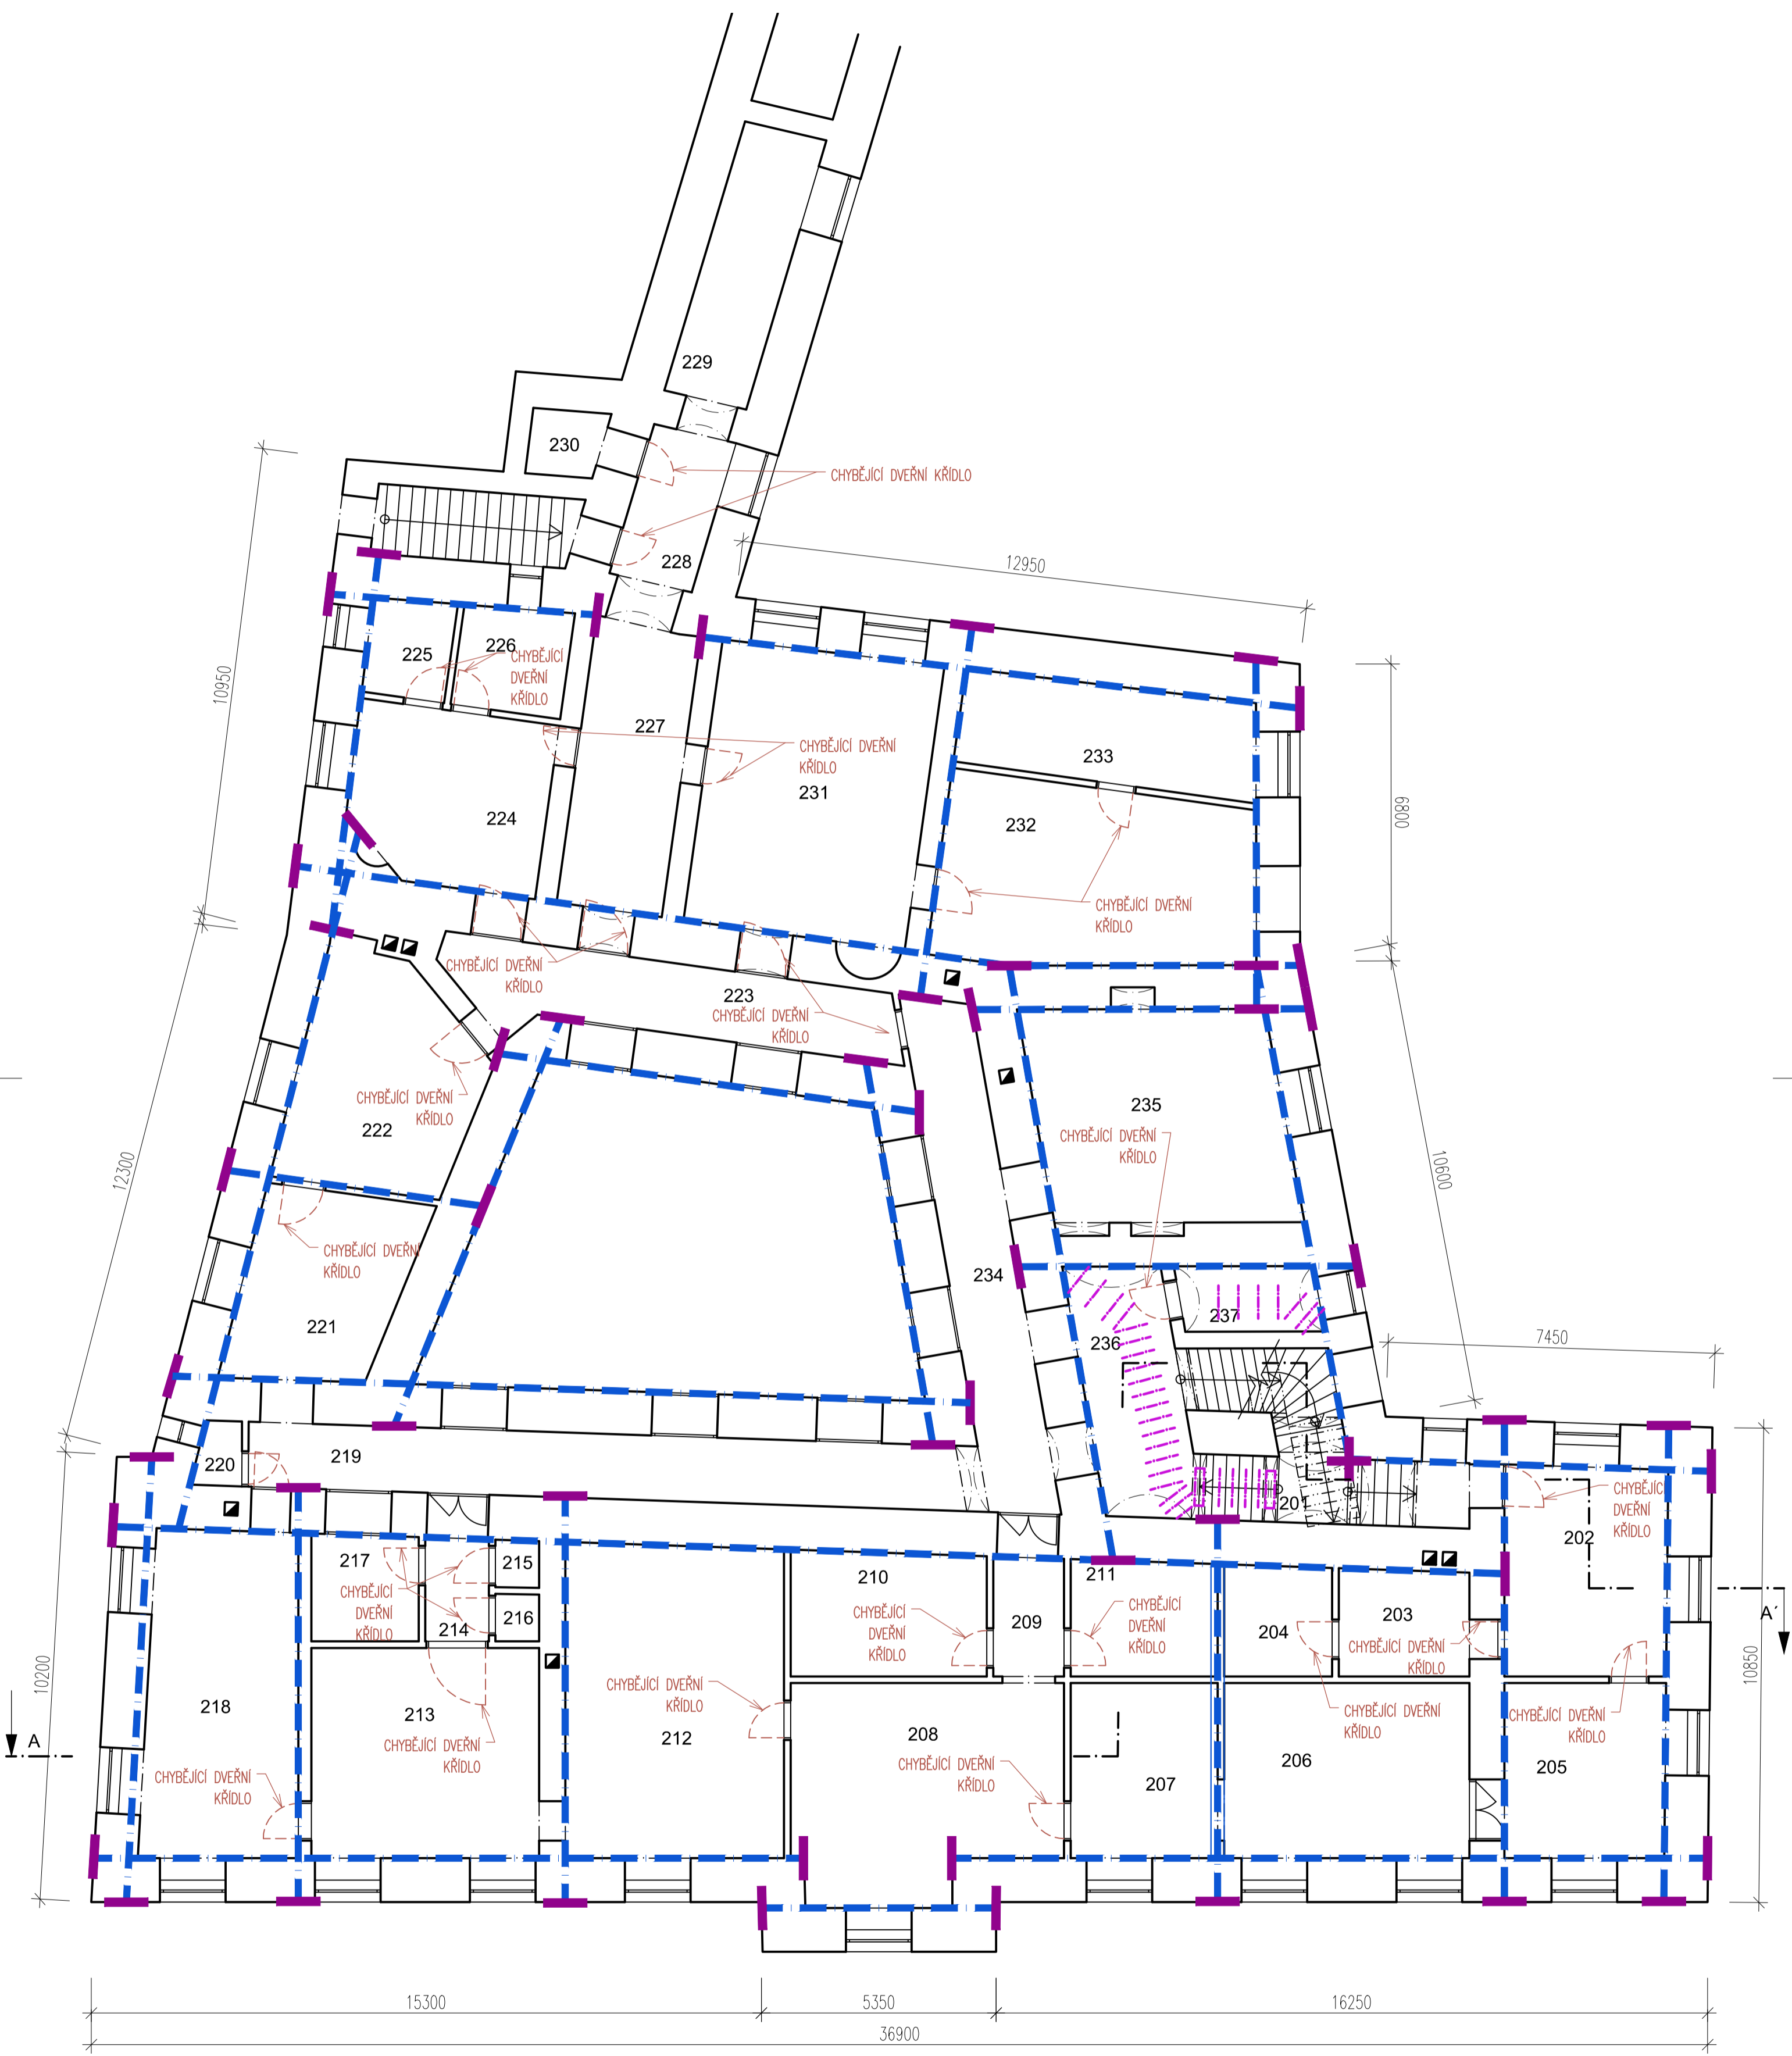 229
230
CHYBĚJÍCÍ DVEŘNÍ KŘÍDLO
228
12950
10950
225
226
CHYBĚJÍCÍ
DVEŘNÍ
KŘÍDLO
227
CHYBĚJÍCÍ DVEŘNÍ
KŘÍDLO
231
233
6800
224
232
CHYBĚJÍCÍ DVEŘNÍ
KŘÍDLO
CHYBĚJÍCÍ DVEŘNÍ
KŘÍDLO
223
CHYBĚJÍCÍ DVEŘNÍ
KŘÍDLO
CHYBĚJÍCÍ DVEŘNÍ
KŘÍDLO
222
235
CHYBĚJÍCÍ DVEŘNÍ
KŘÍDLO
12300
10600
CHYBĚJÍCÍ DVEŘNÍ
KŘÍDLO
234
221
237
236
7450
219
220
201
202
CHYBĚJÍCÍ
DVEŘNÍ
KŘÍDLO
217
215
CHYBĚJÍCÍ
DVEŘNÍ
KŘÍDLO
216
214
210
CHYBĚJÍCÍ
DVEŘNÍ
KŘÍDLO
209
211
CHYBĚJÍCÍ
DVEŘNÍ
KŘÍDLO
204
203
CHYBĚJÍCÍ DVEŘNÍ
KŘÍDLO
A´
10200
10850
218
213
CHYBĚJÍCÍ DVEŘNÍ
KŘÍDLO
CHYBĚJÍCÍ DVEŘNÍ
KŘÍDLO
212
208
CHYBĚJÍCÍ DVEŘNÍ
KŘÍDLO
CHYBĚJÍCÍ DVEŘNÍ
KŘÍDLO
CHYBĚJÍCÍ DVEŘNÍ
KŘÍDLO
A
CHYBĚJÍCÍ DVEŘNÍ
KŘÍDLO
207
206
205
15300
5350
16250
36900